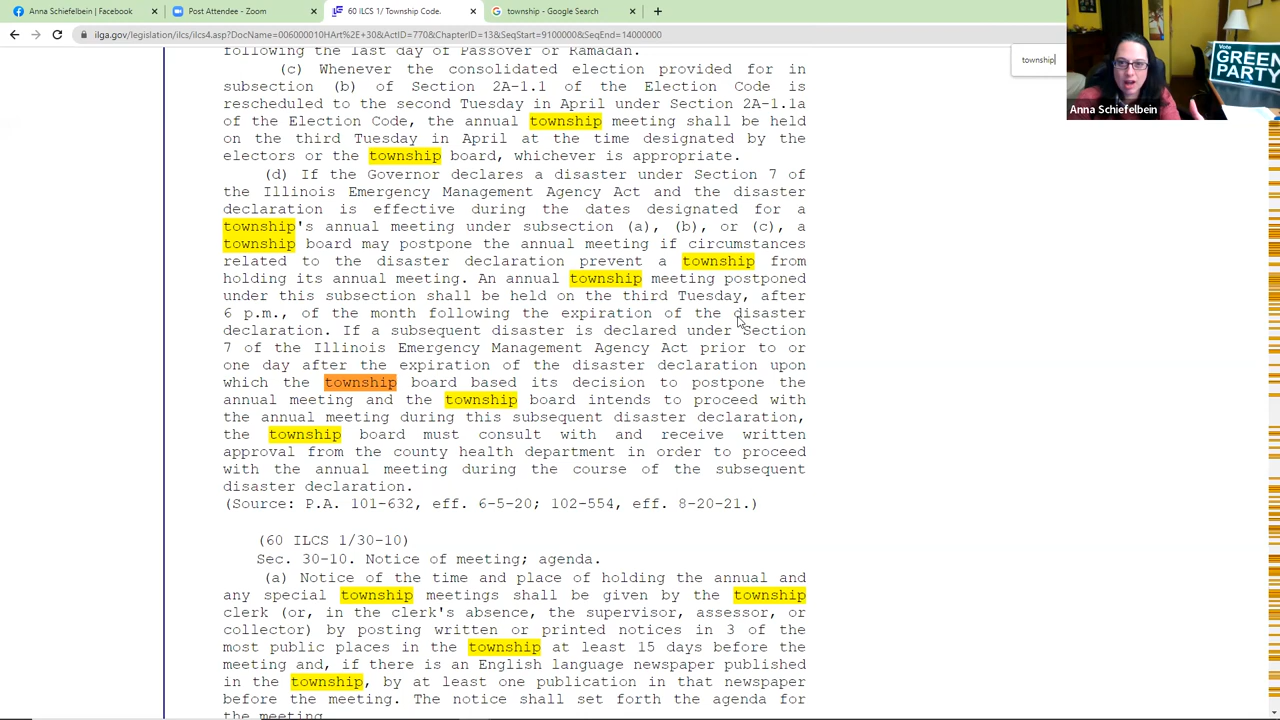 Anna Schiefelbein | Facebook
Post Attendee - Zoom
60 ILCS 1/ Township Code.
township - Google Search
ilga.gov/legislation/ilcs/ilcs4.asp?DocName=006000010HArt%2E+30&ActID=770&ChapterID=13&SeqStart=9100000&SeqEnd=14000000
township
Vote
GREEN
PARTY
Anna Schiefelbein
following the last day of Passover or Ramadan.
(c) Whether the consolidated election provided for in
subsection (b) of Section 2A-1.1 of the Election Code is
rescheduled to the second Tuesday in April under Section 2A-1.1a
of the Election Code, the annual township meeting shall be held
on the third Tuesday in April at the time designated by the
electors or the township board, whichever is appropriate.
(d) If the Governor declares a disaster under Section 7 of
the Illinois Emergency Management Agency Act and the disaster
declaration is effective during the dates designated for a
township's annual meeting under subsection (a), (b), or (c), a
township board may postpone the annual meeting if circumstances
related to the disaster declaration prevent a township from
holding its annual meeting. An annual township meeting postponed
under this subsection shall be held on the third Tuesday, after
6 p.m., of the month following the expiration of the disaster
declaration. If a subsequent disaster is declared under Section
7 of the Illinois Emergency Management Agency Act prior to or
one day after the expiration of the disaster declaration upon
which the township board based its decision to postpone the
annual meeting and the township board intends to proceed with
the annual meeting during this subsequent disaster declaration,
the township board must consult with and receive written
approval from the county health department in order to proceed
with the annual meeting during the course of the subsequent
disaster declaration.
(Source: P.A. 101-632, eff. 6-5-20; 102-554, eff. 8-20-21.)
(60 ILCS 1/30-10)
Sec. 30-10. Notice of meeting; agenda.
(a) Notice of the time and place of holding the annual and
any special township meetings shall be given by the township
clerk (or, in the clerk's absence, the supervisor, assessor, or
collector) by posting written or printed notices in 3 of the
most public places in the township at least 15 days before the
meeting and, if there is an English language newspaper published
in the township, by at least one publication in that newspaper
before the meeting. The notice shall set forth the agenda for
the meeting.